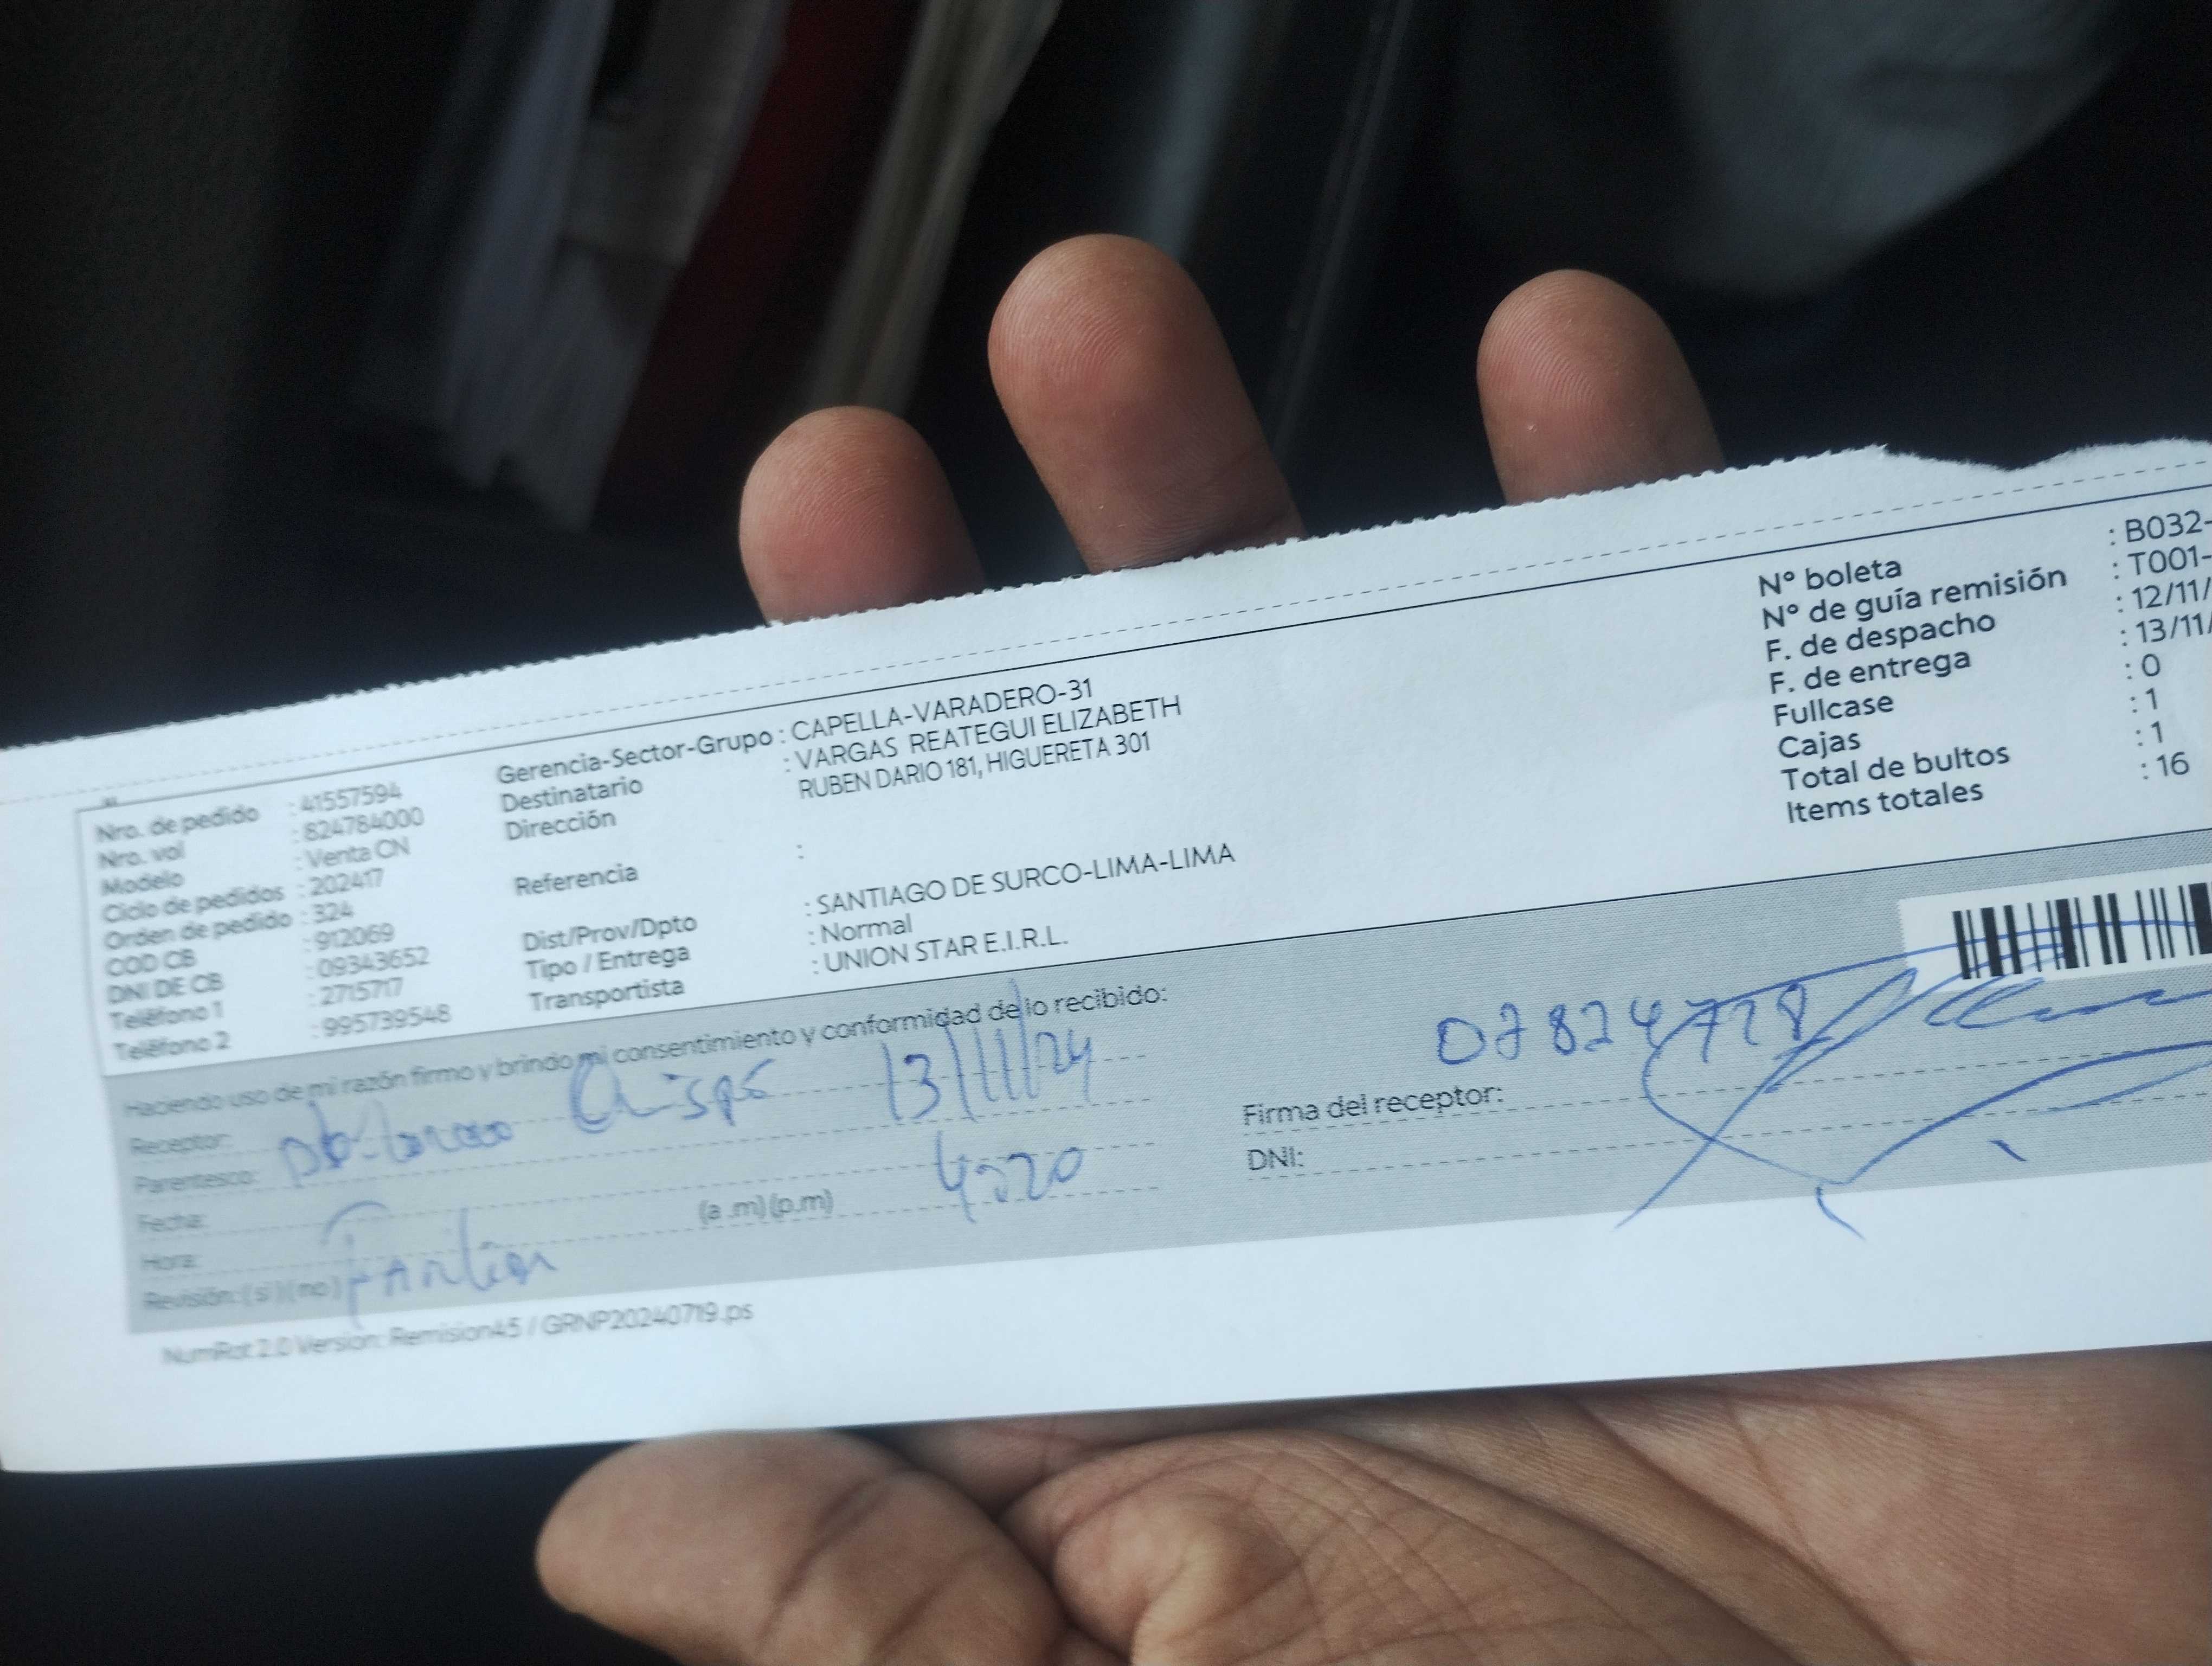 Nro. de pedido : 41557594
Nro. vol : 824784000
Modelo : Venta CN
Ciclo de pedidos : 202417
Orden de pedido : 324
COD CB : 912069
DNI DE CB : 09343652
Teléfono 1 : 2715717
Teléfono 2 : 995739548
Gerencia-Sector-Grupo : CAPELLA-VARADERO-31
Destinatario : VARGAS REATEGUI ELIZABETH
Dirección RUBEN DARIO 181, HIGUERETA 301
Referencia :
Dist/Prov/Dpto : SANTIAGO DE SURCO-LIMA-LIMA
Tipo / Entrega : Normal
Transportista : UNION STAR E.I.R.L.
Nº boleta : B032-
Nº de guía remisión : T001-
F. de despacho : 12/11/
F. de entrega : 13/11/
Fullcase : 0
Cajas : 1
Total de bultos : 1
Items totales : 16
Haciendo uso de mi razón firmo y brindo mi consentimiento y conformidad de lo recibido:
Receptor: 13/11/24
Parentesco:
Fecha:
Hora: (a .m) (p.m) 4:20
Revisión: ( si ) ( no )
07824728
Firma del receptor:
DNI:
NumRot 2.0 Version: Remision45 / GRNP20240719.ps